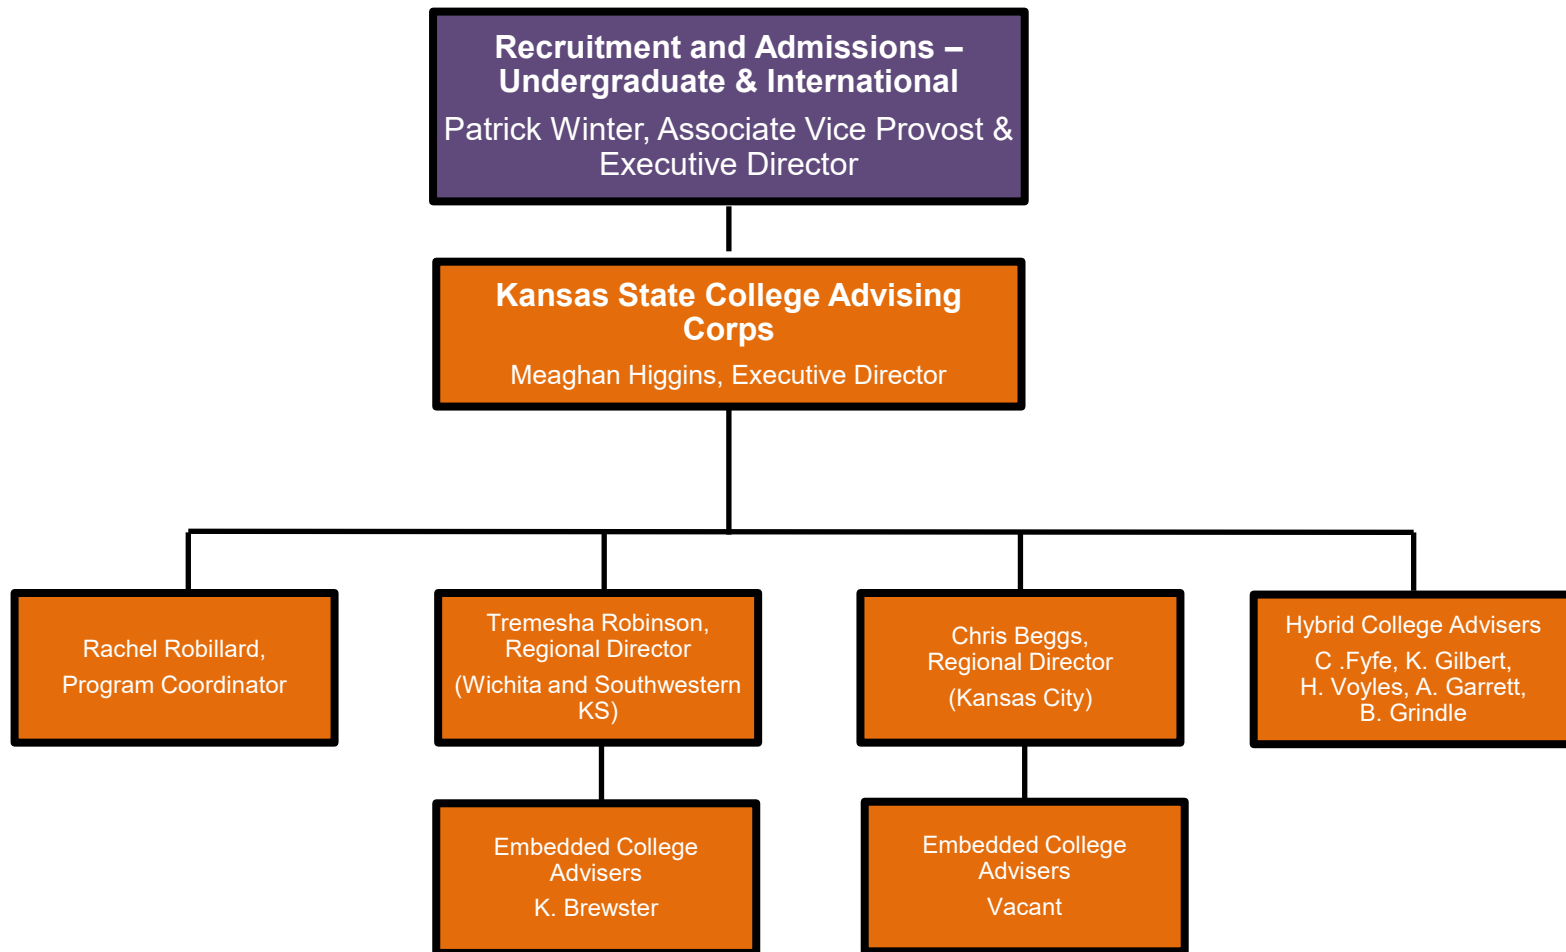 Recruitment and Admissions –
Undergraduate & International
Patrick Winter, Associate Vice Provost &
Executive Director
Kansas State College Advising
Corps
Meaghan Higgins, Executive Director
Rachel Robillard,
Program Coordinator
Tremesha Robinson,
Regional Director
(Wichita and Southwestern
KS)
Chris Beggs,
Regional Director
(Kansas City)
Hybrid College Advisers
C .Fyfe, K. Gilbert,
H. Voyles, A. Garrett,
B. Grindle
Embedded College
Advisers
K. Brewster
Embedded College
Advisers
Vacant